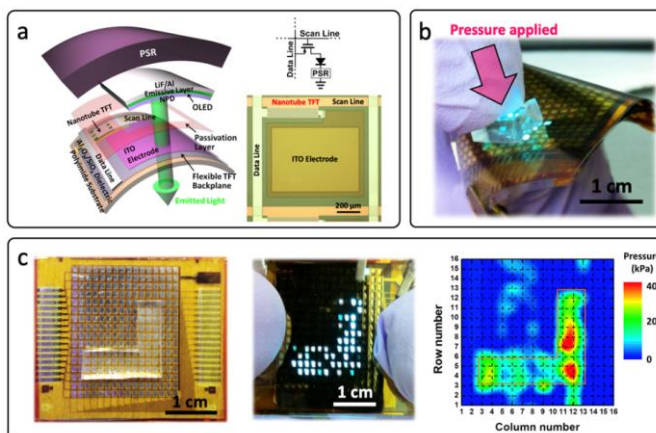 a
PSR
LiF/Al
Emissive Layer
NPD
OLED
Nanotube TFT
Scan Line
Passivation
Layer
ITO
Electrode
Data Line
Al₂O₃/SiOₓ Dielectric
Polyimide Substrate
Flexible TFT
Backplane
Emitted Light
Scan Line
Data Line
PSR
Nanotube TFT
Scan Line
Data Line
ITO Electrode
200 µm
b
Pressure applied
1 cm
c
1 cm
1 cm
Pressure
(kPa)
40
20
0
Row number
16
15
14
13
12
11
10
9
8
7
6
5
4
3
2
1
1 2 3 4 5 6 7 8 9 10 11 12 13 14 15 16
Column number